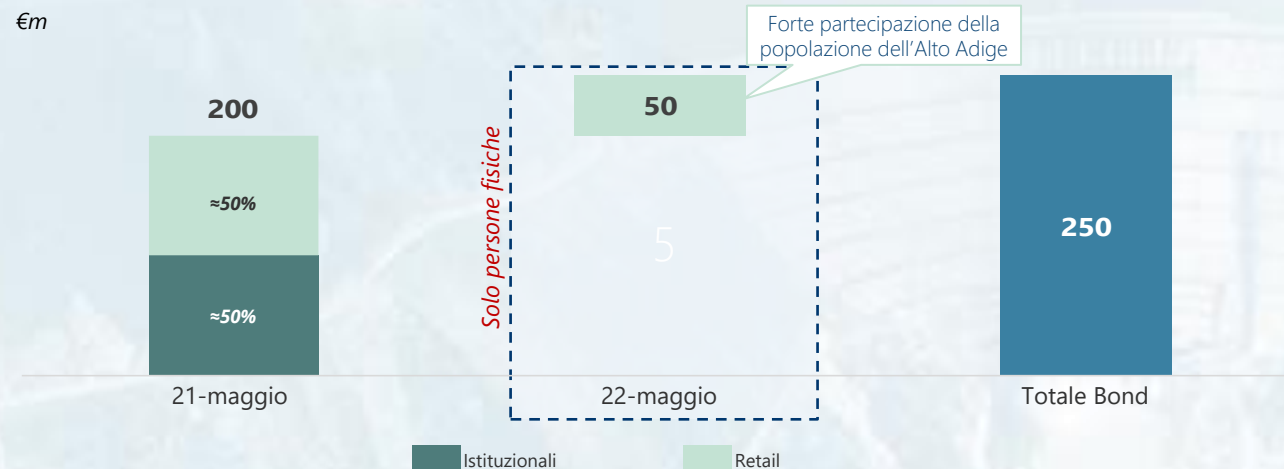 €m
Forte partecipazione della
popolazione dell’Alto Adige
200
50
≈50%
≈50%
Solo persone fisiche
5
250
21-maggio
22-maggio
Totale Bond
Istituzionali
Retail